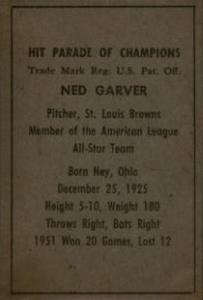 HIT PARADE OF CHAMPIONS
Trade Mark Reg. U.S. Pat. Off.
NED GARVER
Pitcher, St. Louis Browns
Member of the American League
All-Star Team
Born Ney, Ohio
December 25, 1925
Height 5-10, Weight 180
Throws Right, Bats Right
1951 Won 20 Games, Lost 12